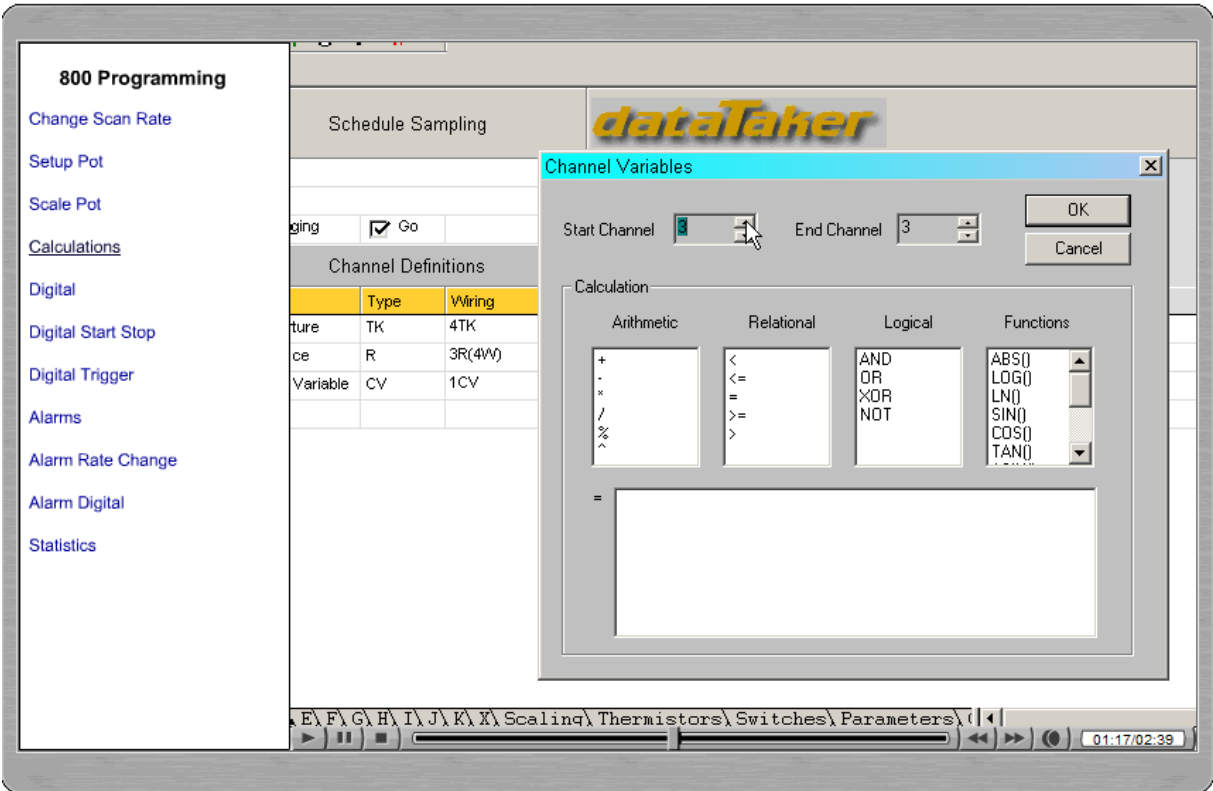 800 Programming
Change Scan Rate
Setup Pot
Scale Pot
Calculations
Digital
Digital Start Stop
Digital Trigger
Alarms
Alarm Rate Change
Alarm Digital
Statistics
Schedule Sampling
dataTaker
ging Go
Channel Definitions
Type Wiring
ture TK 4TK
ce R 3R(4W)
Variable CV 1CV
Channel Variables
Start Channel 3 End Channel 3
OK
Cancel
Calculation
Arithmetic Relational Logical Functions
+ < AND ABS()
- <= OR LOG()
* = XOR LN()
/ >= NOT SIN()
% > COS()
^ TAN()
=
E\ F\ G\ H\ I\ J\ K\ X\ Scaling\ Thermistors\ Switches\ Parameters\
01:17/02:39